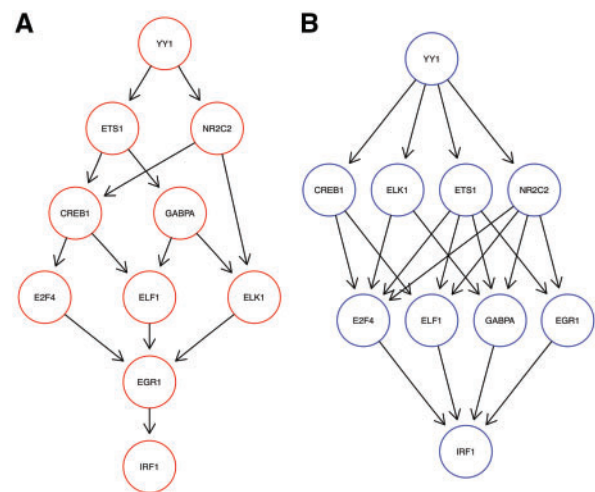 A
YY1
ETS1
NR2C2
CREB1
GABPA
E2F4
ELF1
ELK1
EGR1
IRF1
B
YY1
CREB1
ELK1
ETS1
NR2C2
E2F4
ELF1
GABPA
EGR1
IRF1